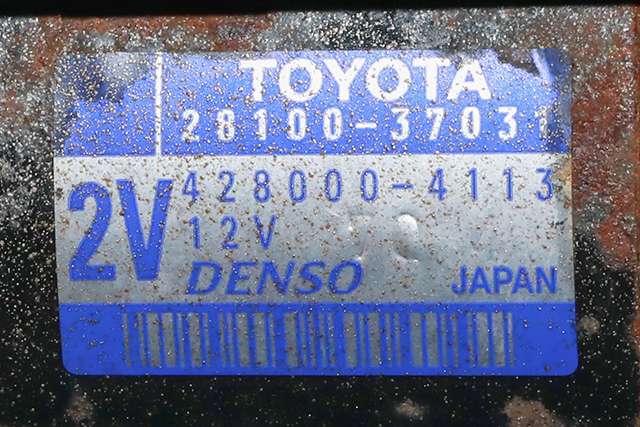 TOYOTA
28100-37031
2V
428000-4113
12V
DENSO
JAPAN